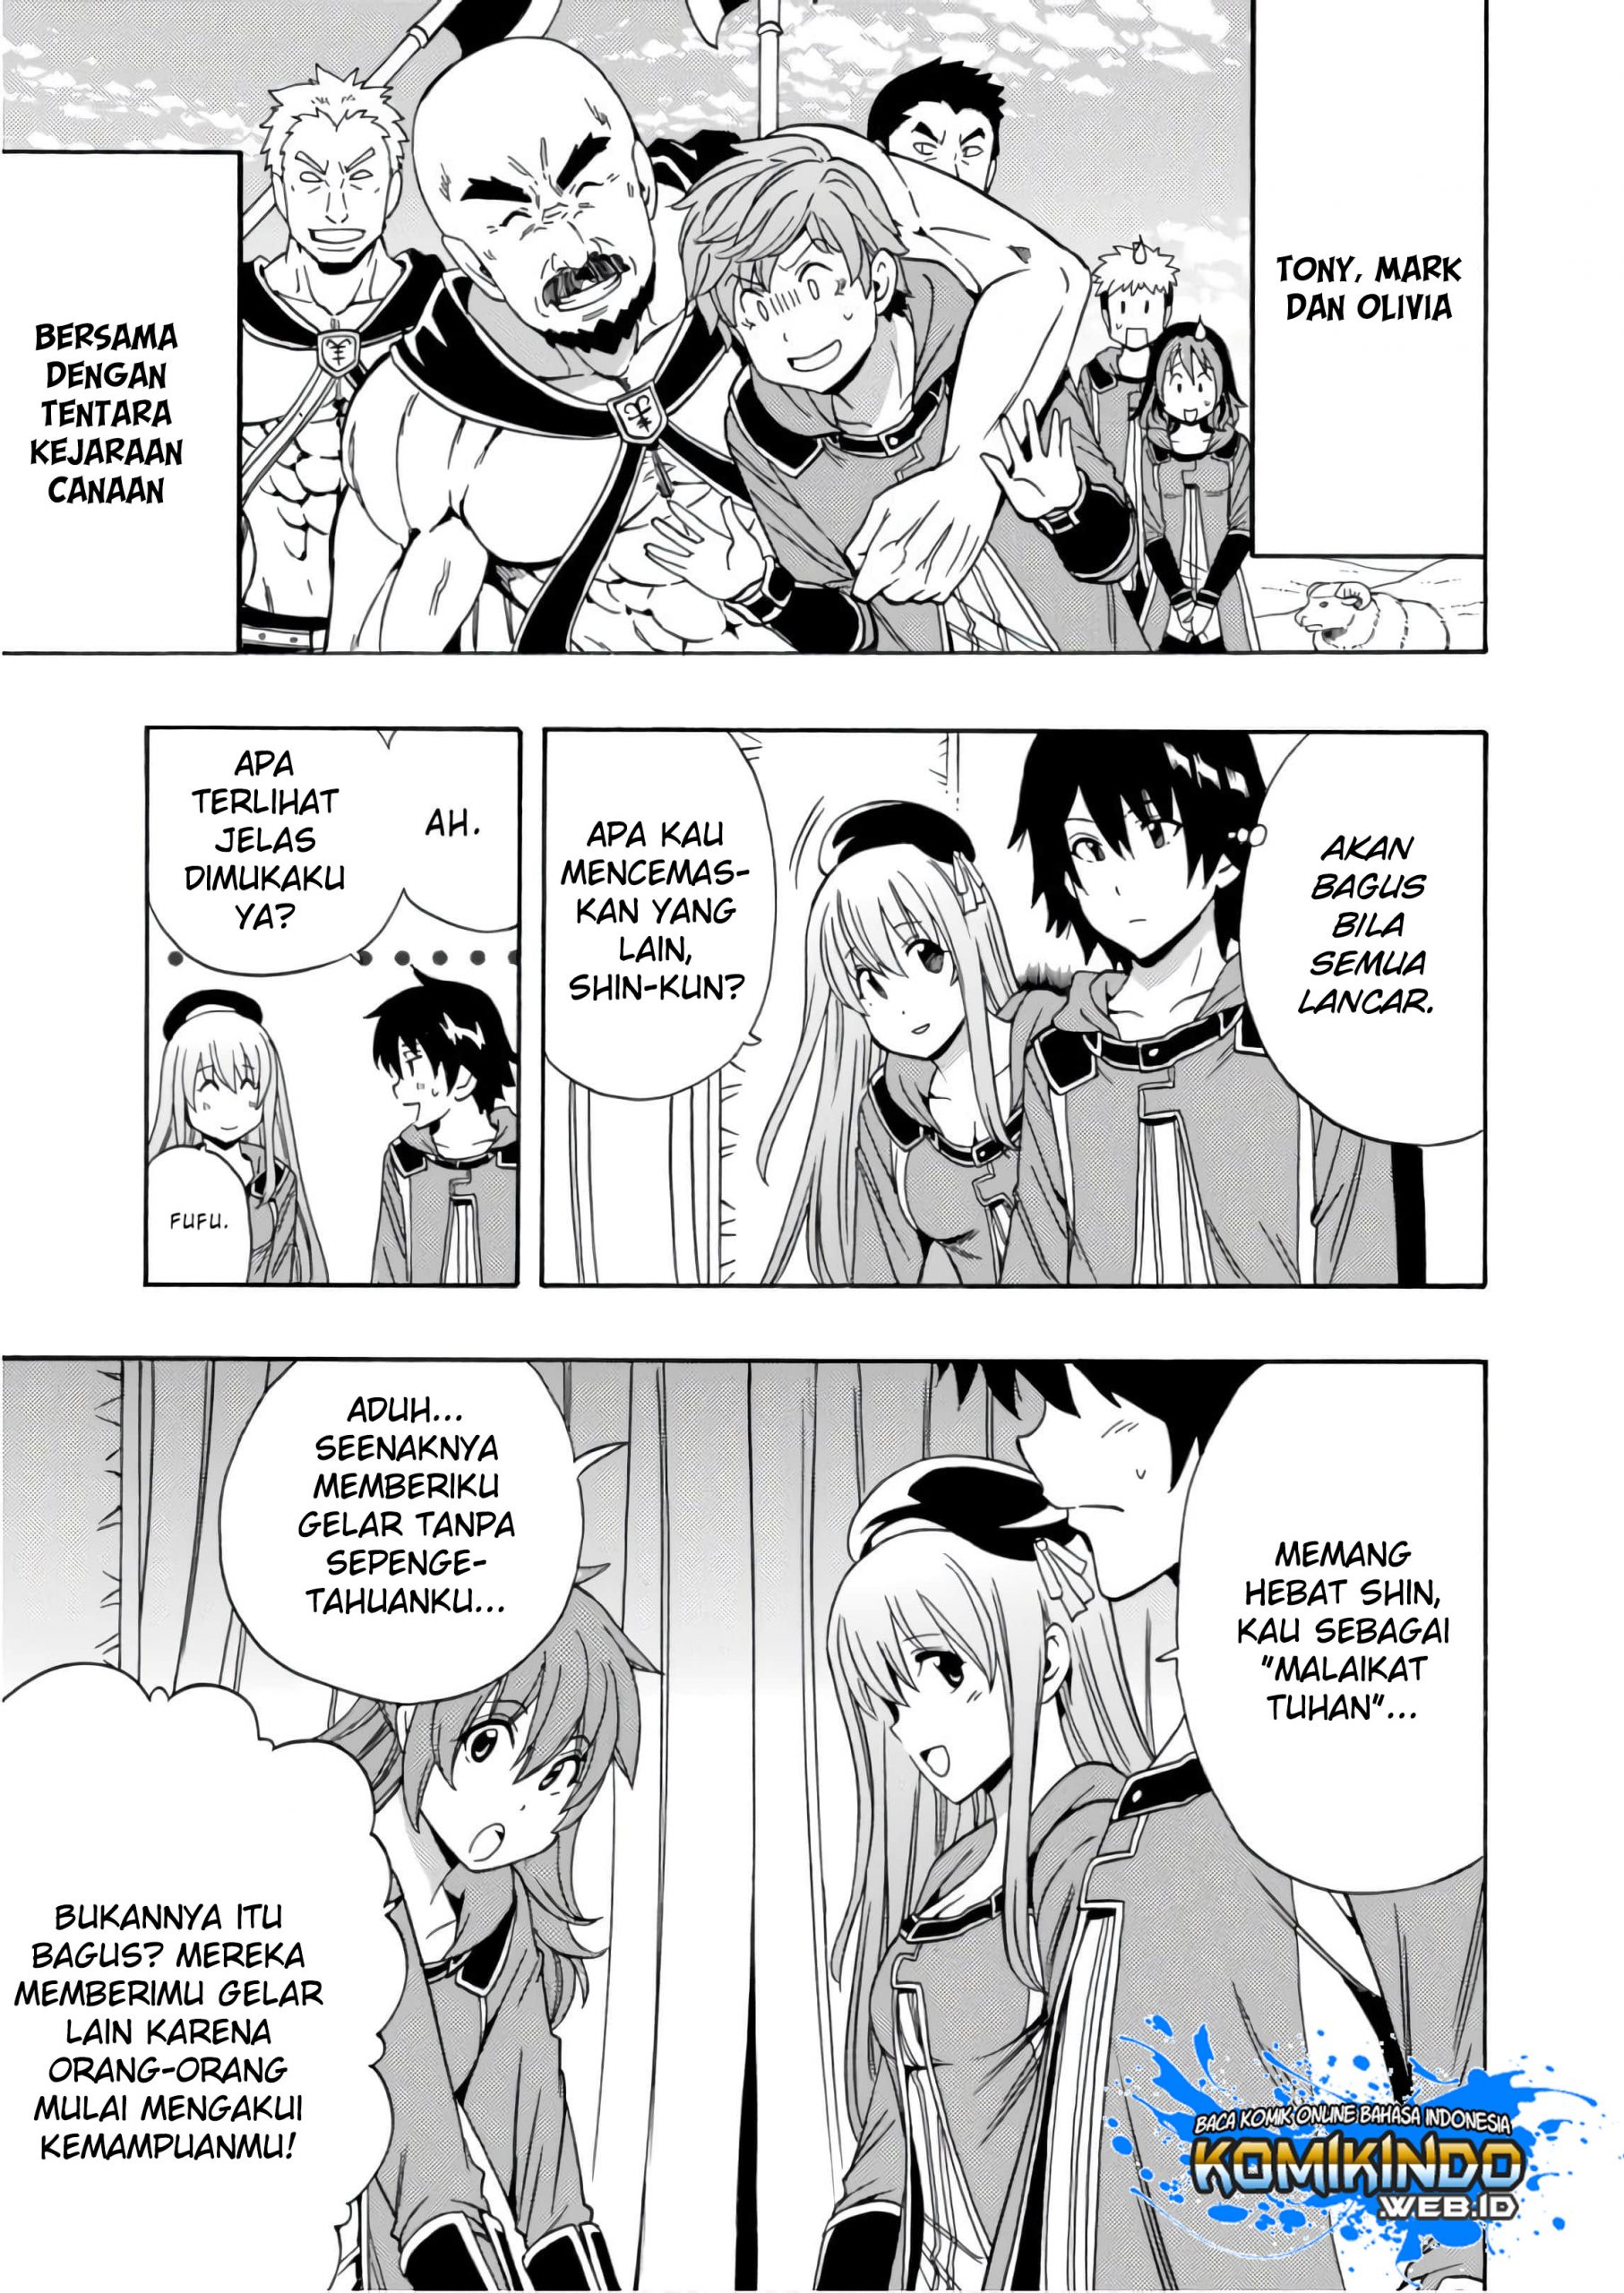 TONY, MARK
DAN OLIVIA
BERSAMA
DENGAN
TENTARA
KEJARAAN
CANAAN
AKAN
BAGUS
BILA
SEMUA
LANCAR.
APA KAU
MENCEMAS-
KAN YANG
LAIN,
SHIN-KUN?
AH.
APA
TERLIHAT
JELAS
DIMUKAKU
YA?
FUFU.
MEMANG
HEBAT SHIN,
KAU SEBAGAI
"MALAIKAT
TUHAN"...
ADUH...
SEENAKNYA
MEMBERIKU
GELAR TANPA
SEPENGE-
TAHUANKU...
BUKANNYA ITU
BAGUS? MEREKA
MEMBERIMU GELAR
LAIN KARENA
ORANG-ORANG
MULAI MENGAKUI
KEMAMPUANMU!
BACA KOMIK ONLINE BAHASA INDONESIA
KOMIKINDO
.WEB.ID